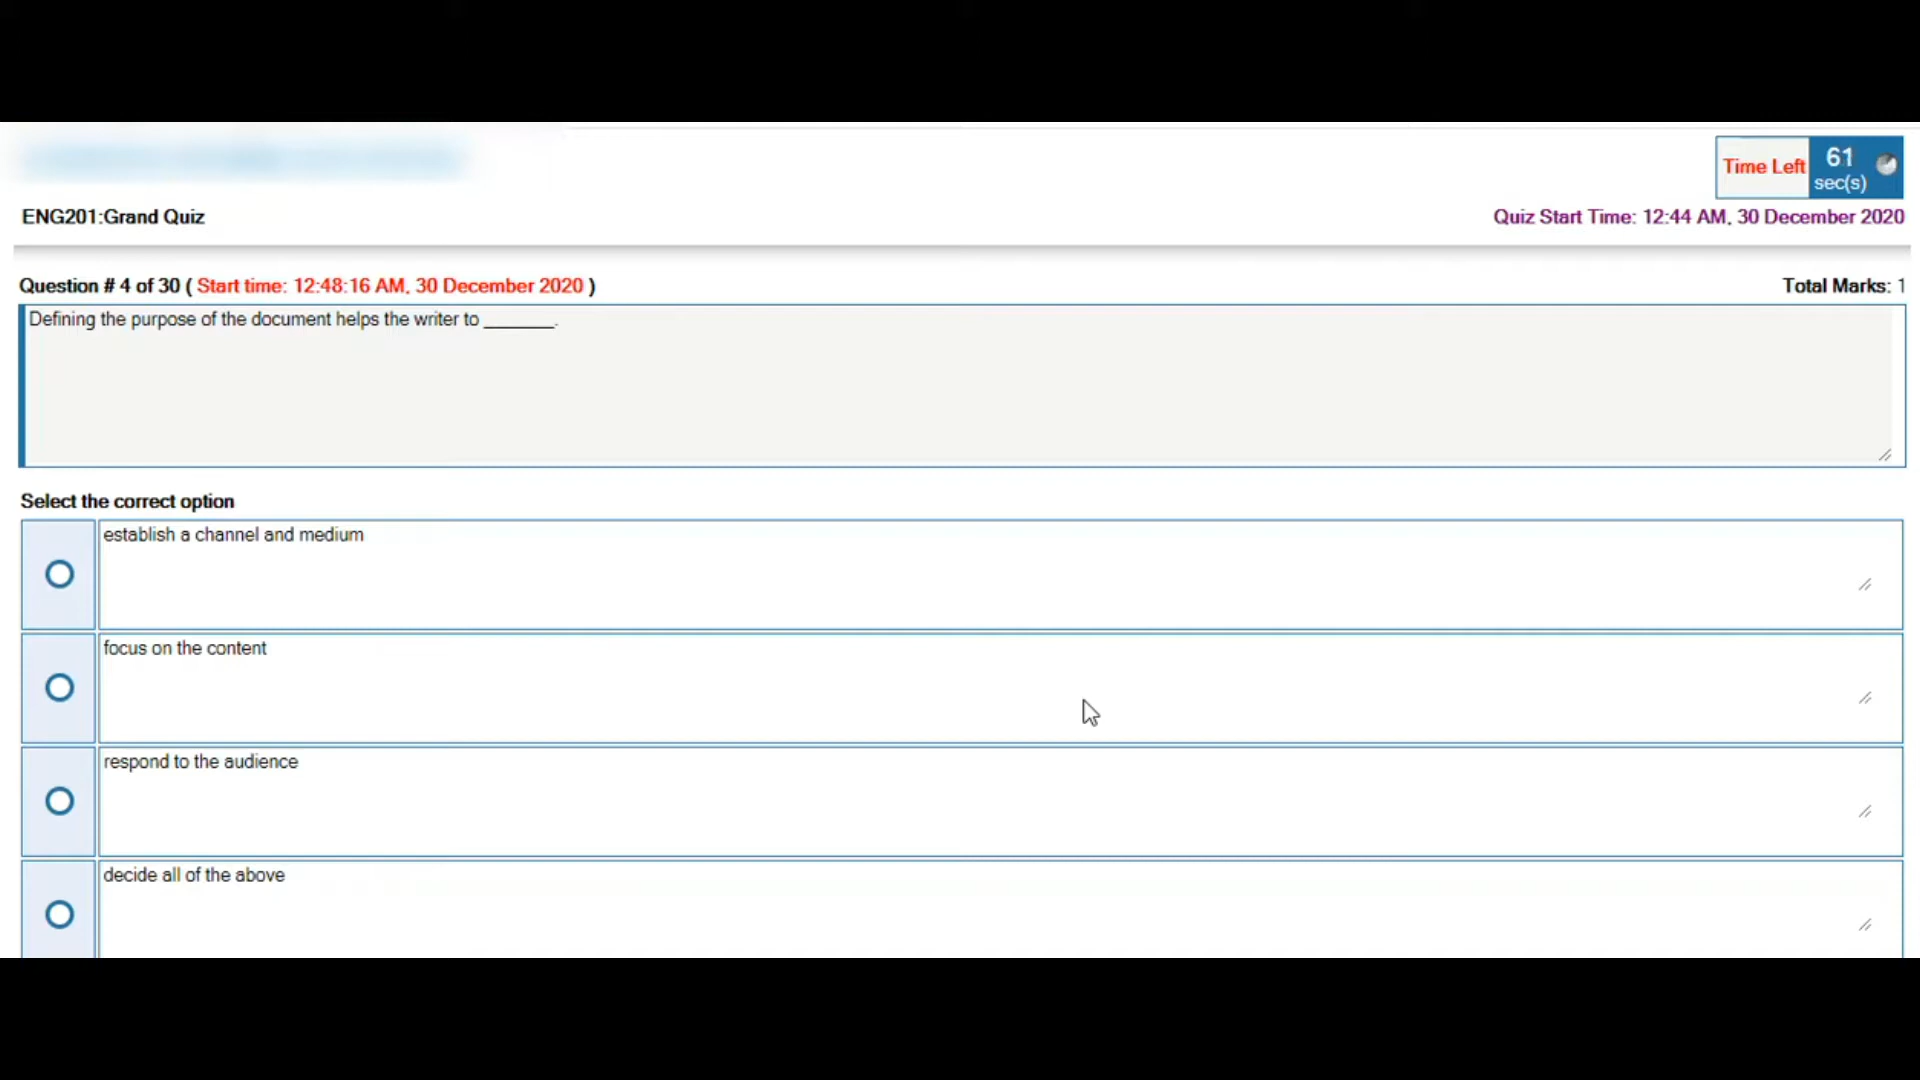 Time Left 61 sec(s)
ENG201:Grand Quiz
Quiz Start Time: 12:44 AM, 30 December 2020
Question # 4 of 30 ( Start time: 12:48:16 AM, 30 December 2020 )
Total Marks: 1
Defining the purpose of the document helps the writer to _______.
Select the correct option
establish a channel and medium
focus on the content
respond to the audience
decide all of the above